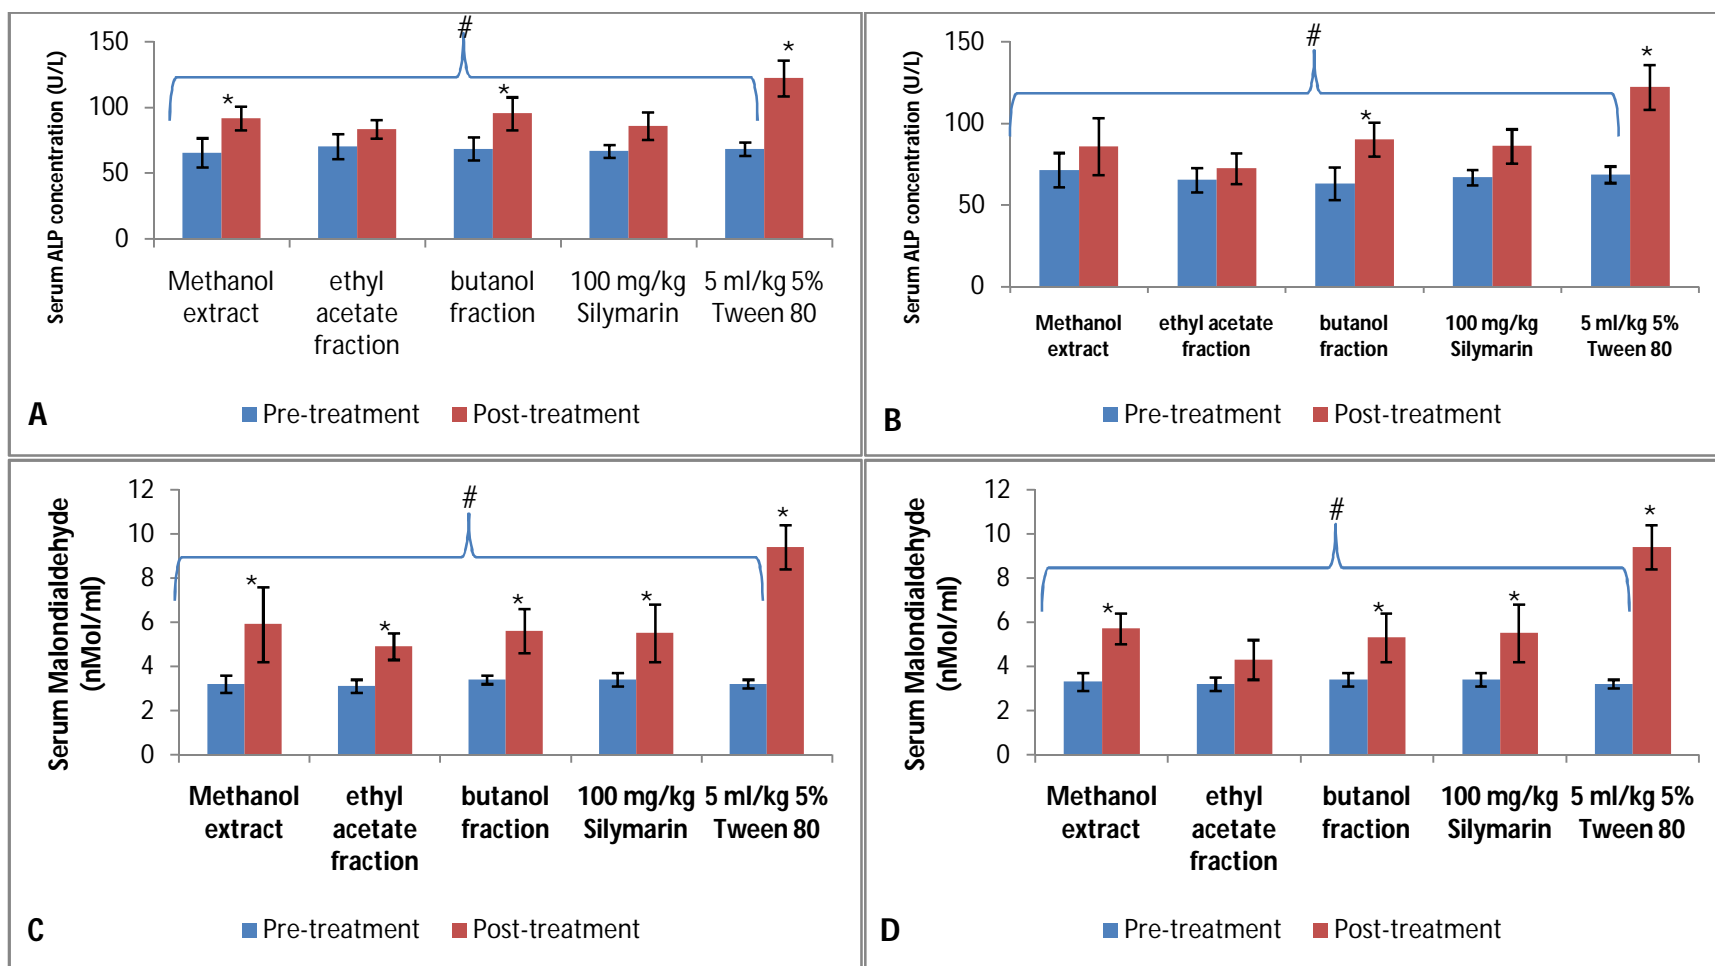 #
150
100
50
0
Serum ALP concentration (U/L)
*
*
*
Methanol extract
ethyl acetate fraction
butanol fraction
100 mg/kg Silymarin
5 ml/kg 5% Tween 80
Pre-treatment Post-treatment
A
#
150
100
50
0
Serum ALP concentration (U/L)
*
*
Methanol extract
ethyl acetate fraction
butanol fraction
100 mg/kg Silymarin
5 ml/kg 5% Tween 80
Pre-treatment Post-treatment
B
#
12
10
8
6
4
2
0
Serum Malondialdehyde
(nMol/ml)
*
*
*
*
*
Methanol extract
ethyl acetate fraction
butanol fraction
100 mg/kg Silymarin
5 ml/kg 5% Tween 80
Pre-treatment Post-treatment
C
#
12
10
8
6
4
2
0
Serum Malondialdehyde
(nMol/ml)
*
*
*
*
Methanol extract
ethyl acetate fraction
butanol fraction
100 mg/kg Silymarin
5 ml/kg 5% Tween 80
Pre-treatment Post-treatment
D